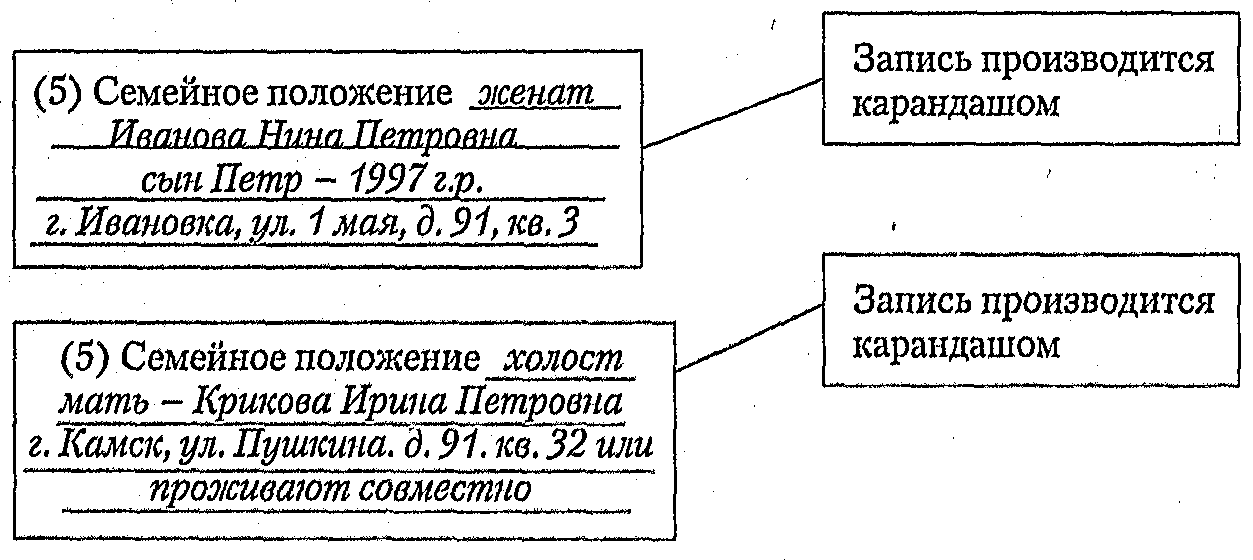 (5) Семейное положение женат
Иванова Нина Петровна
сын Петр – 1997 г.р.
г. Ивановка, ул. 1 мая, д. 91, кв. 3
Запись производится
карандашом
(5) Семейное положение холост
мать – Крикова Ирина Петровна
г. Камск, ул. Пушкина. д. 91. кв. 32 или
проживают совместно
Запись производится
карандашом